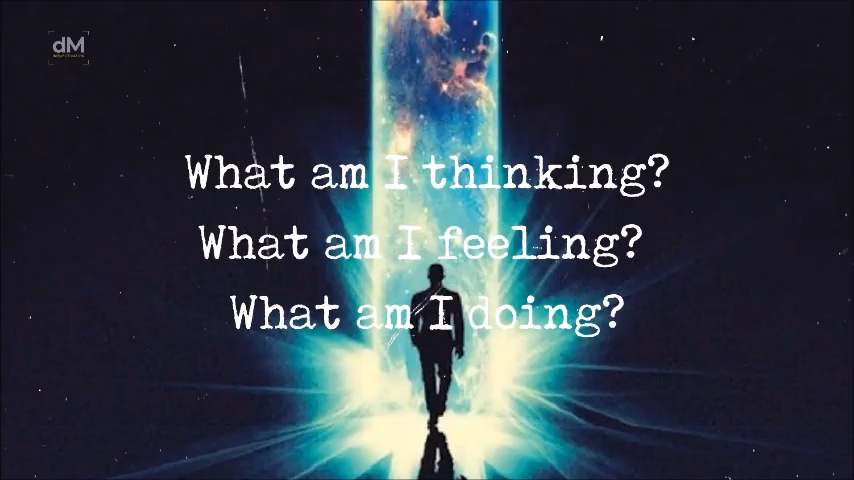 dM
What am I thinking?
What am I feeling?
What am I doing?